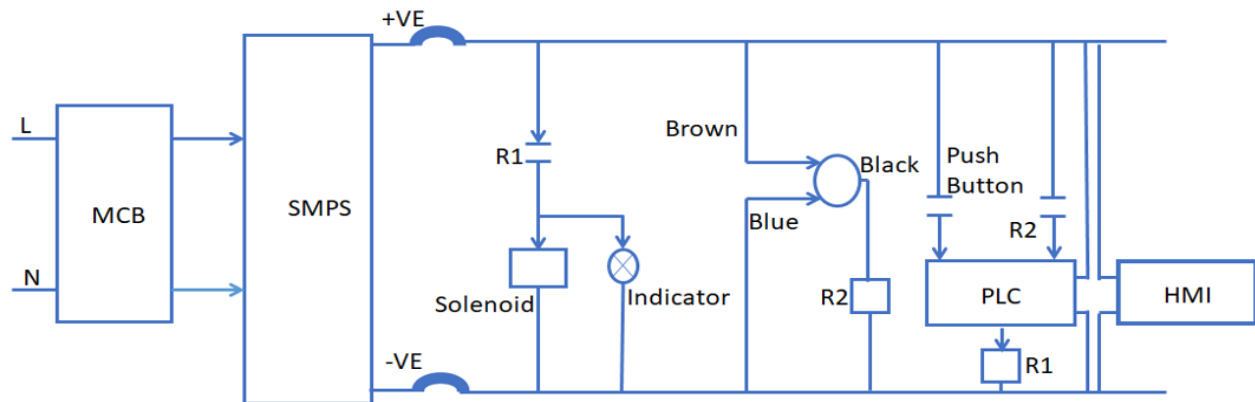 +VE
L
MCB
N
SMPS
-VE
R1
Solenoid
Indicator
Brown
Blue
Black
R2
Push
Button
R2
PLC
R1
HMI